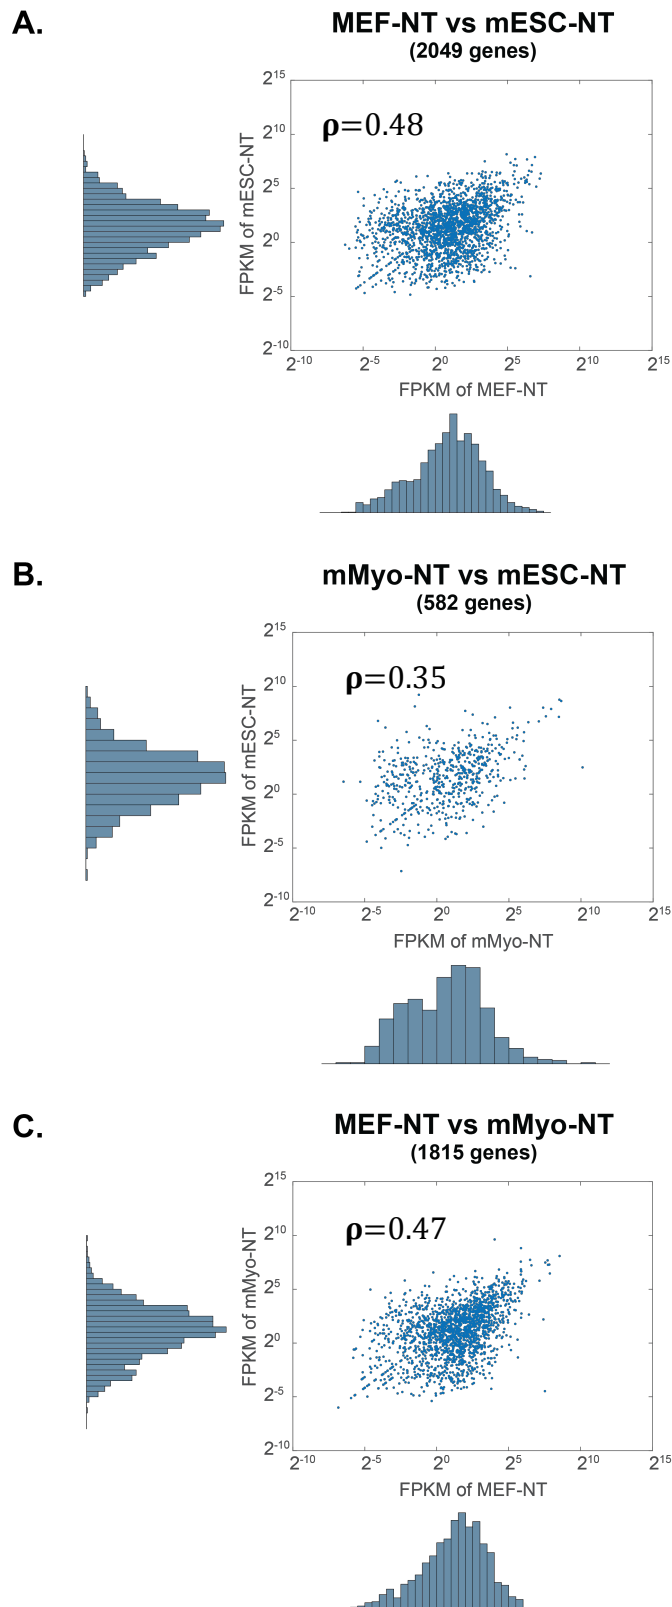 A.
MEF-NT vs mESC-NT
(2049 genes)
2^15
2^10
2^5
2^0
2^-5
2^-10
FPKM of mESC-NT
ρ=0.48
2^-10 2^-5 2^0 2^5 2^10 2^15
FPKM of MEF-NT
B.
mMyo-NT vs mESC-NT
(582 genes)
2^15
2^10
2^5
2^0
2^-5
2^-10
FPKM of mESC-NT
ρ=0.35
2^-10 2^-5 2^0 2^5 2^10 2^15
FPKM of mMyo-NT
C.
MEF-NT vs mMyo-NT
(1815 genes)
2^15
2^10
2^5
2^0
2^-5
2^-10
FPKM of mMyo-NT
ρ=0.47
2^-10 2^-5 2^0 2^5 2^10 2^15
FPKM of MEF-NT